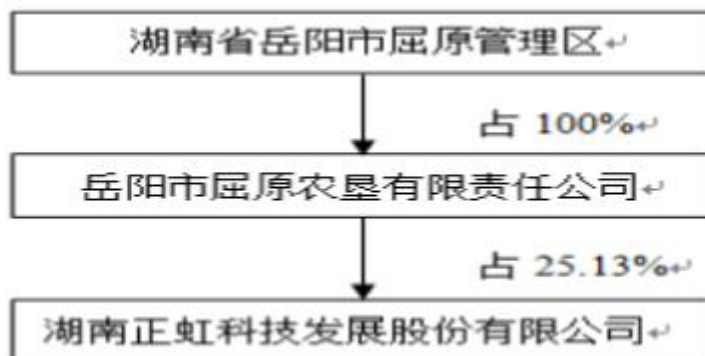 湖南省岳阳市屈原管理区
占 100%
岳阳市屈原农垦有限责任公司
占 25.13%
湖南正虹科技发展股份有限公司